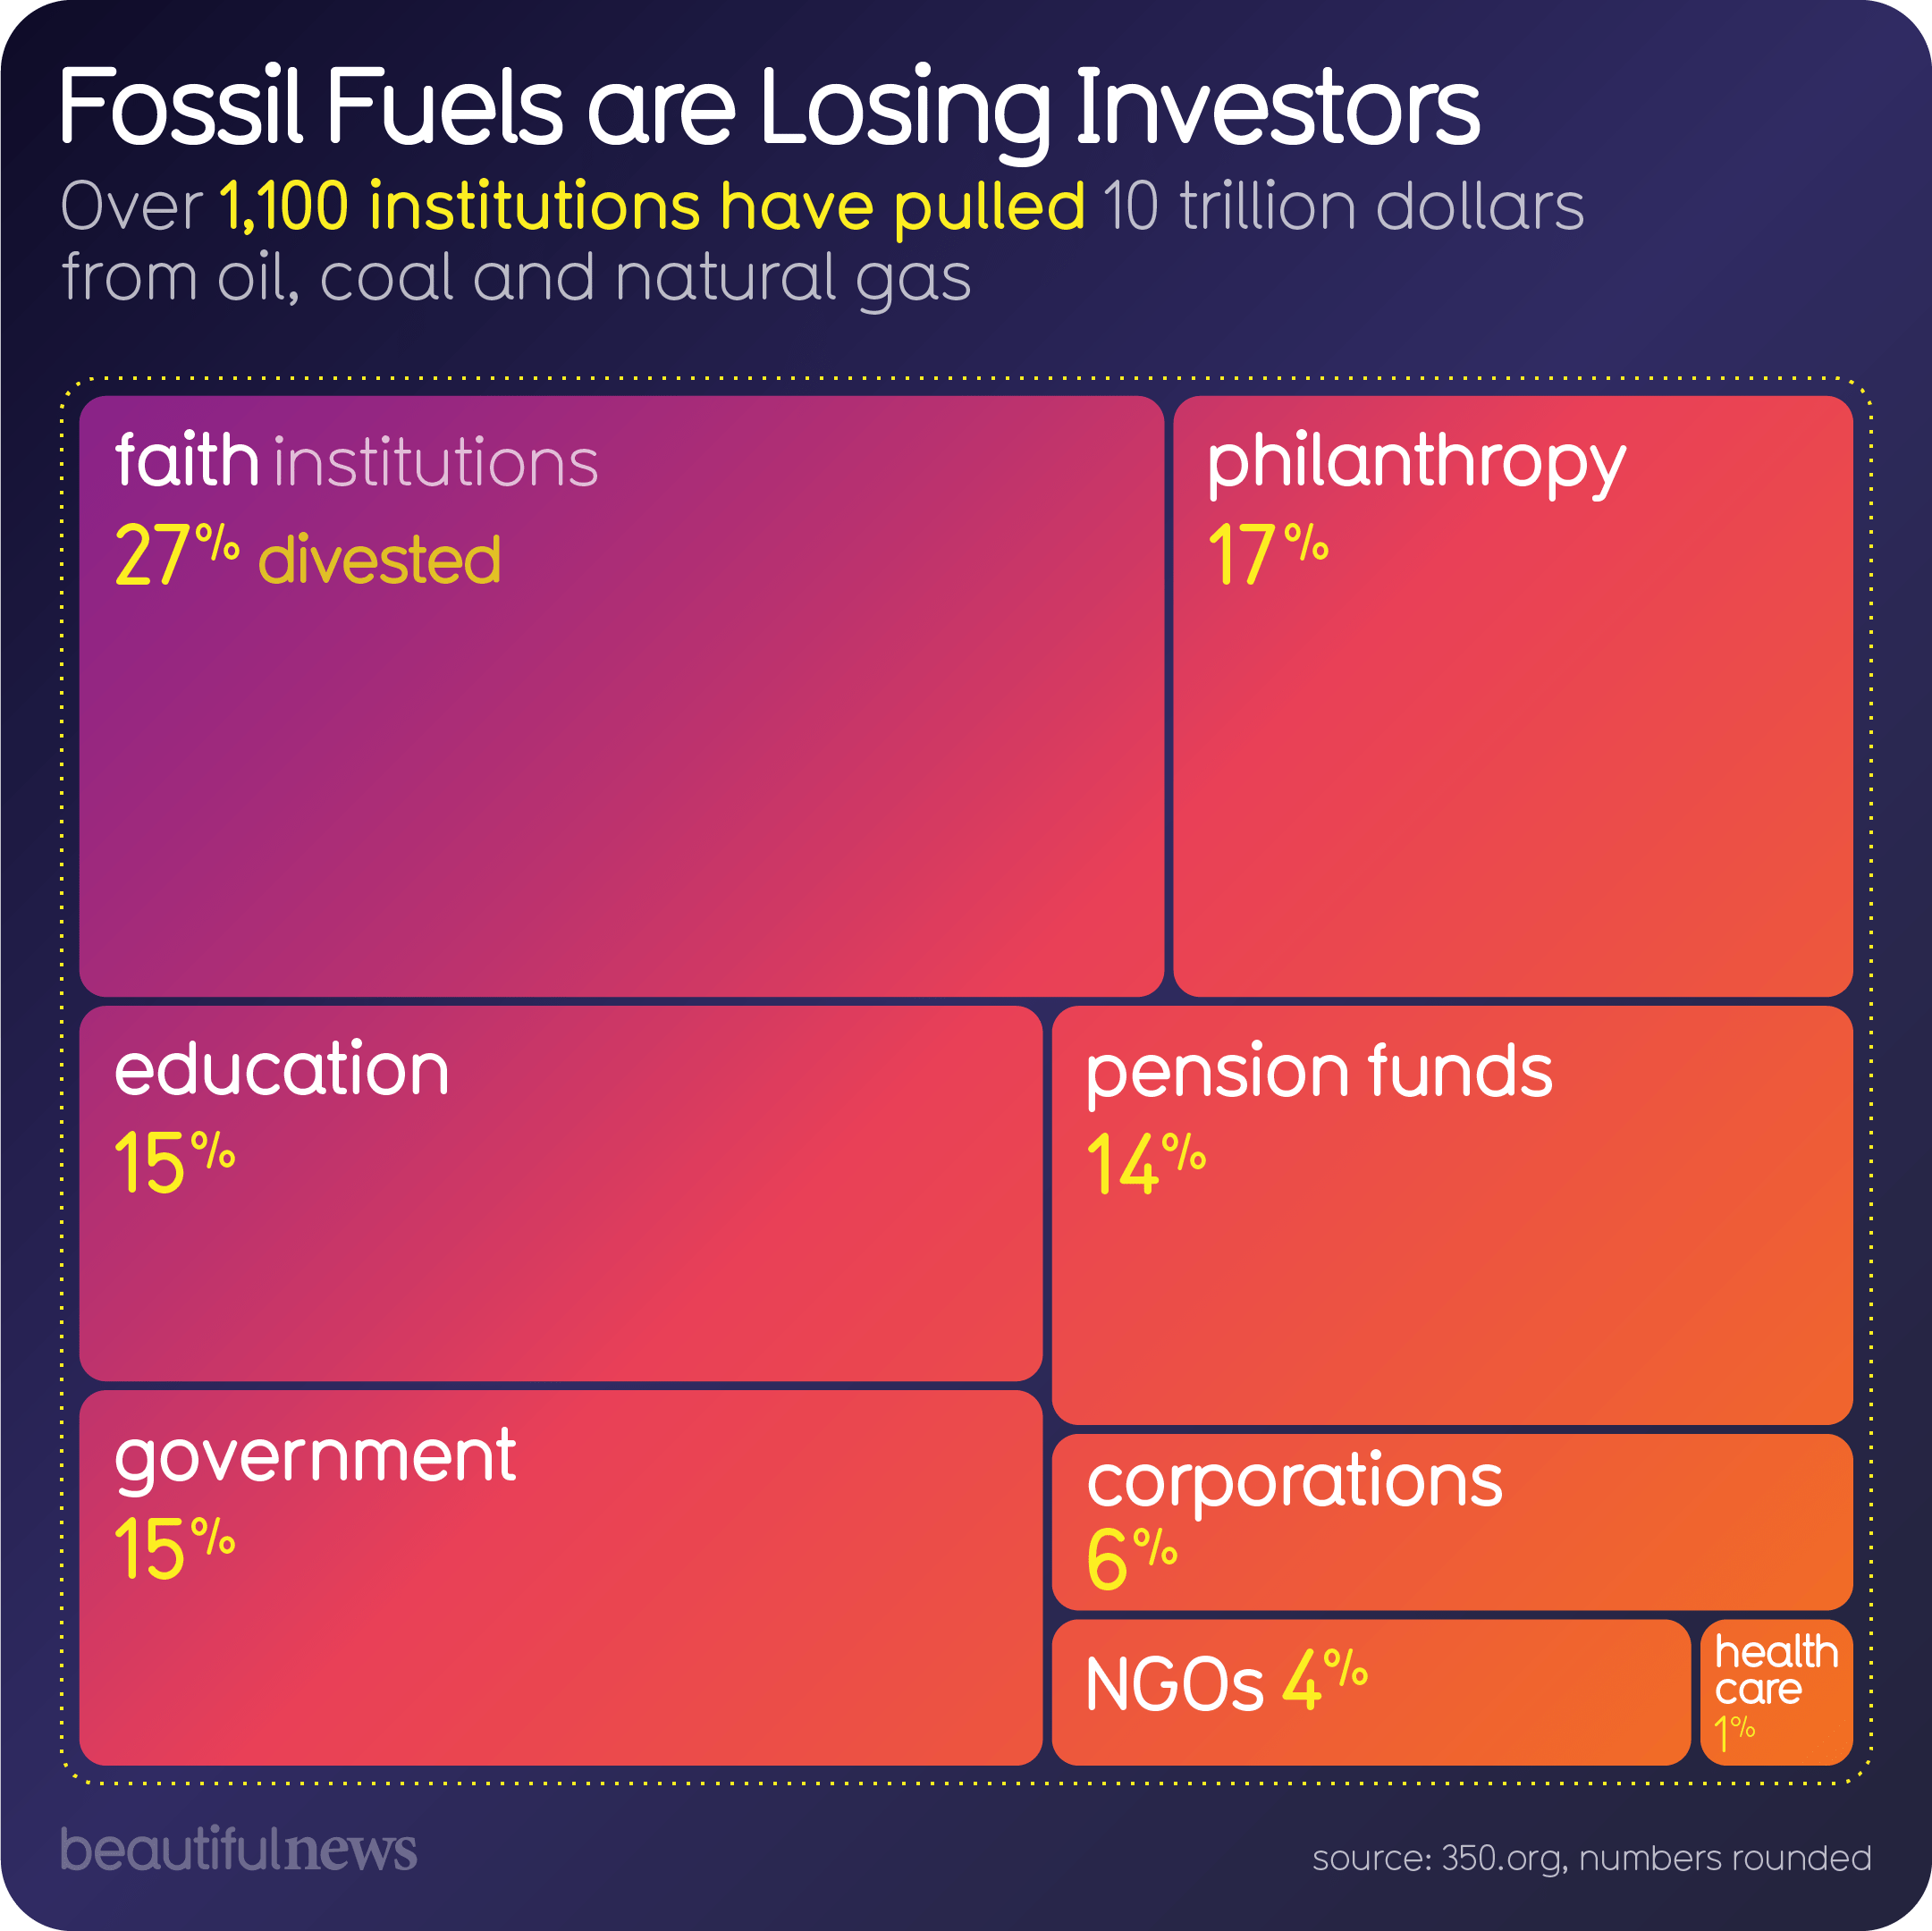 Fossil Fuels are Losing Investors
Over 1,100 institutions have pulled 10 trillion dollars
from oil, coal and natural gas
faith institutions
27% divested
philanthropy
17%
education
15%
pension funds
14%
government
15%
corporations
6%
NGOs 4%
health
care
1%
beautifulnews
source: 350.org, numbers rounded